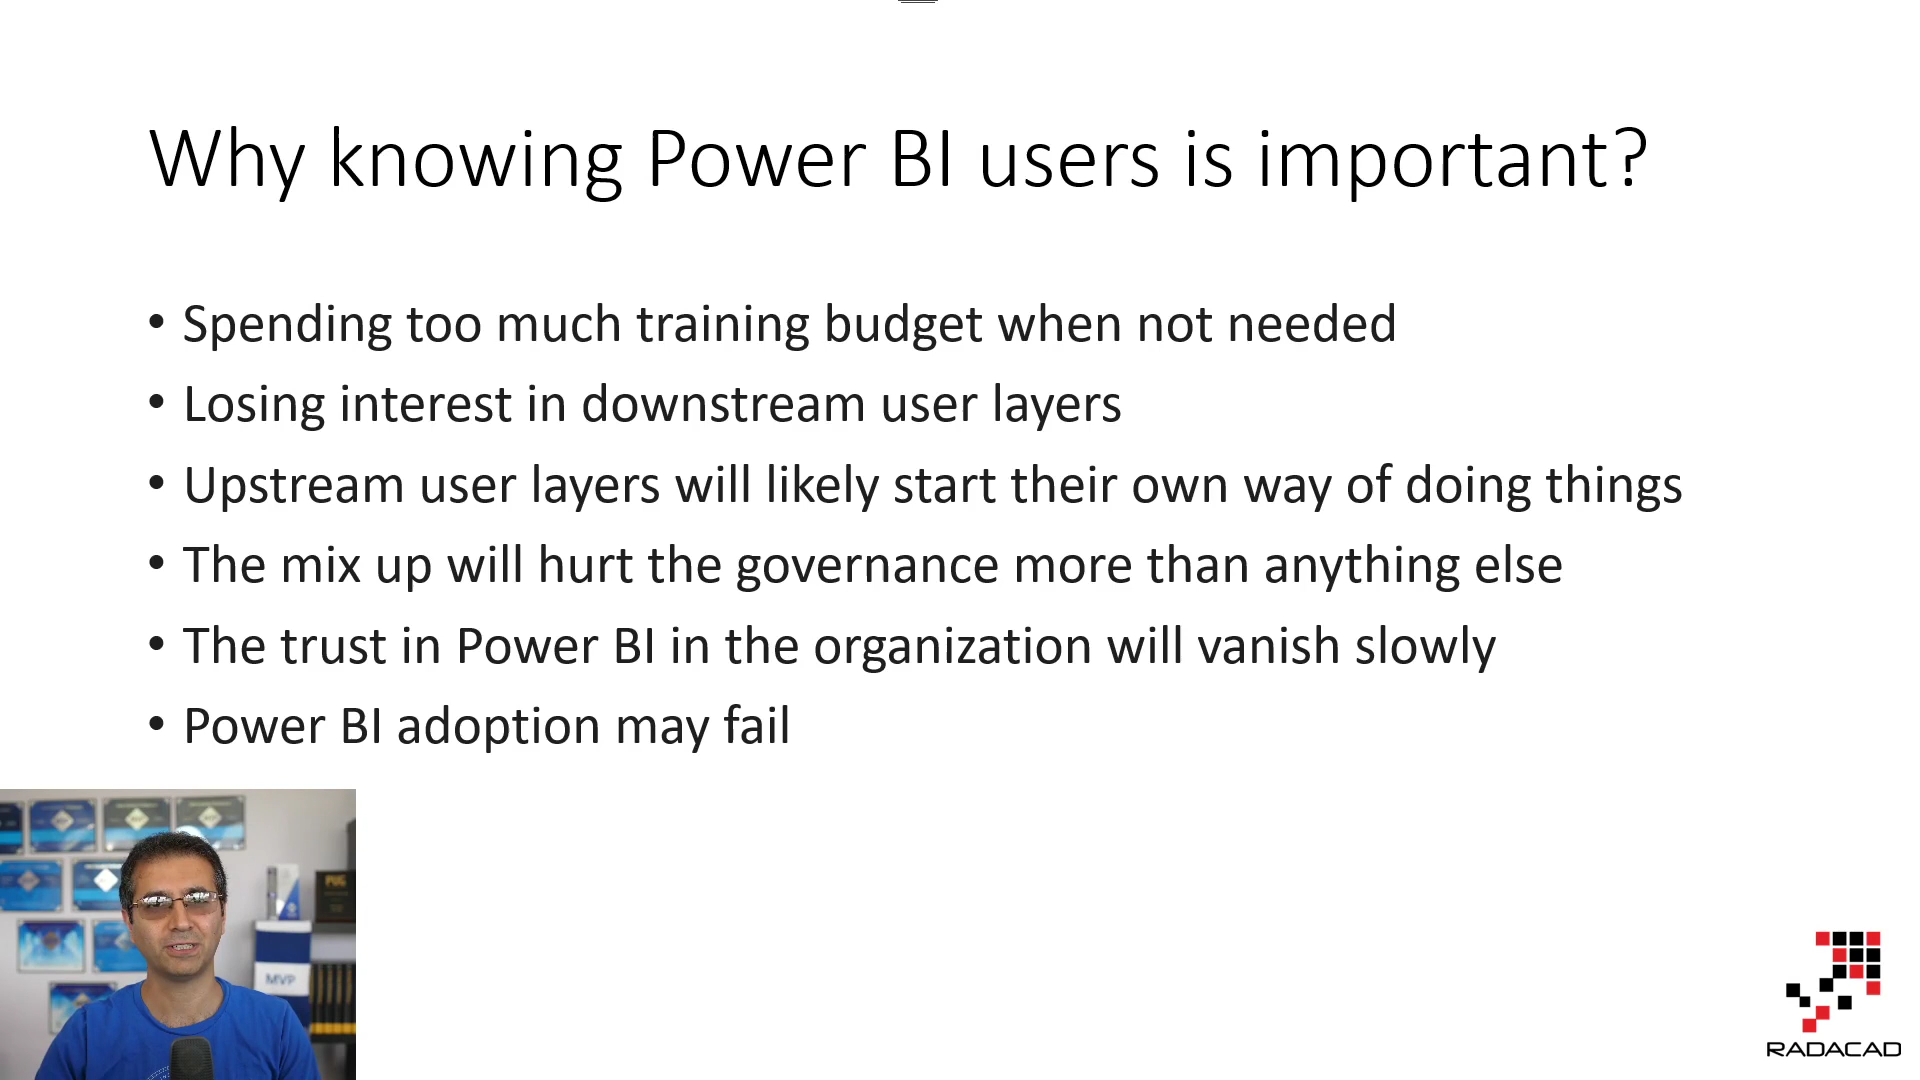 Why knowing Power BI users is important?
• Spending too much training budget when not needed
• Losing interest in downstream user layers
• Upstream user layers will likely start their own way of doing things
• The mix up will hurt the governance more than anything else
• The trust in Power BI in the organization will vanish slowly
• Power BI adoption may fail
PUG
MVP
RADACAD